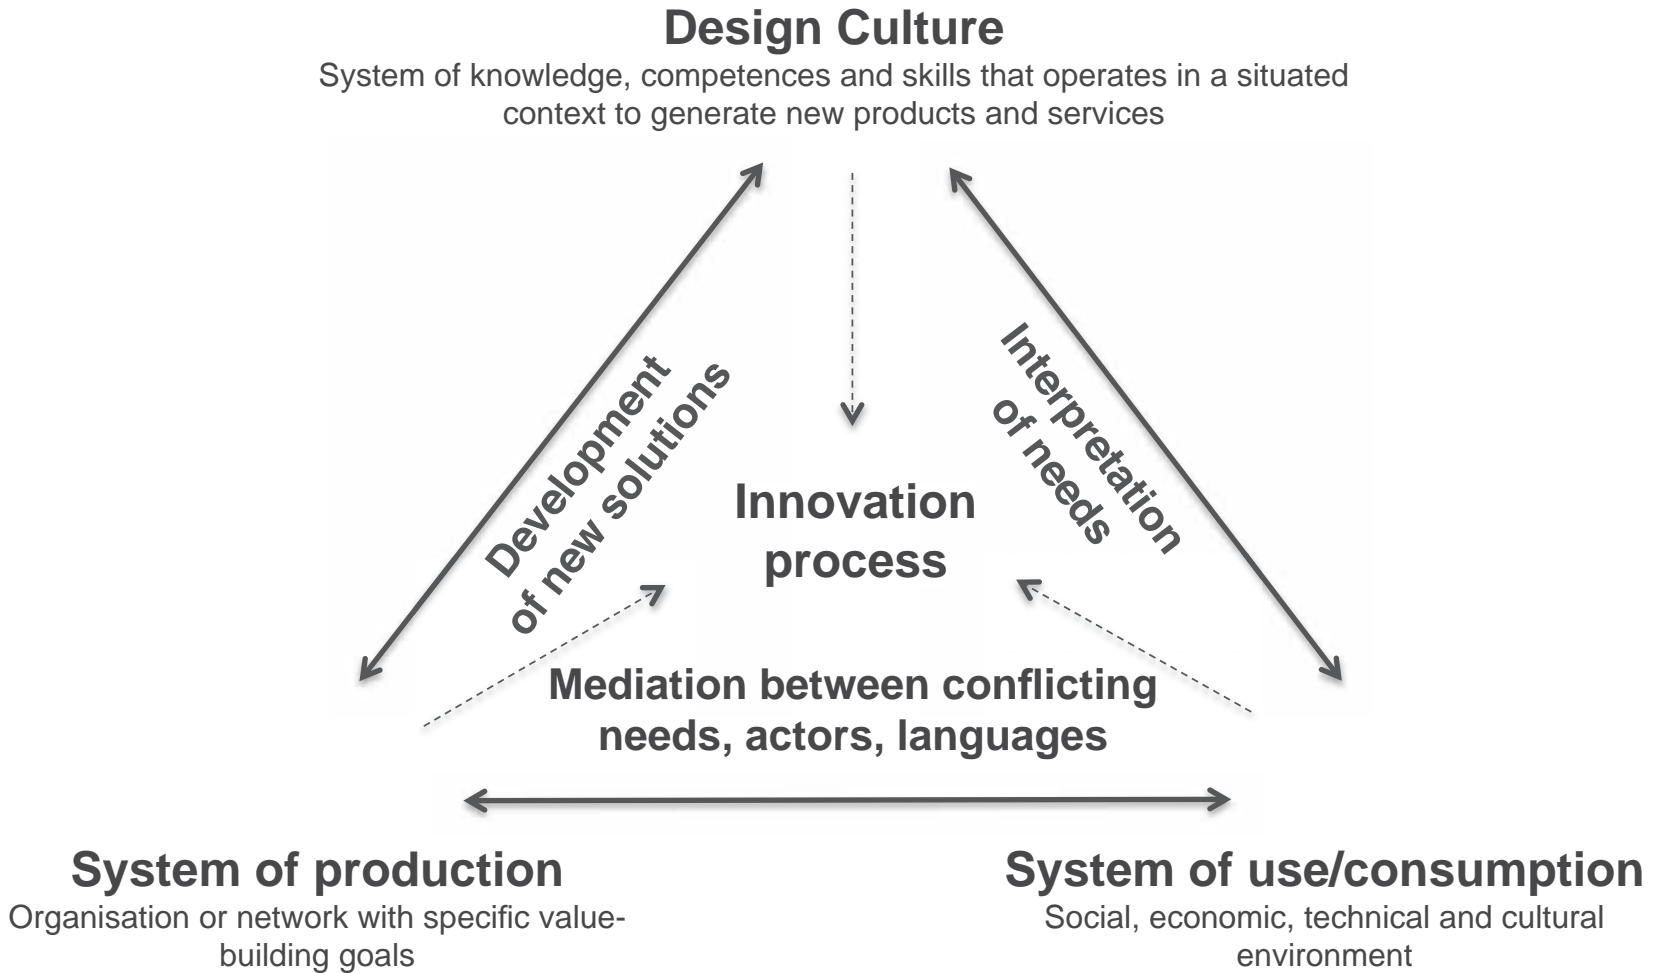 Design Culture
System of knowledge, competences and skills that operates in a situated
context to generate new products and services
Development
of new solutions
Interpretation
of needs
Innovation
process
Mediation between conflicting
needs, actors, languages
System of production
Organisation or network with specific value-
building goals
System of use/consumption
Social, economic, technical and cultural
environment